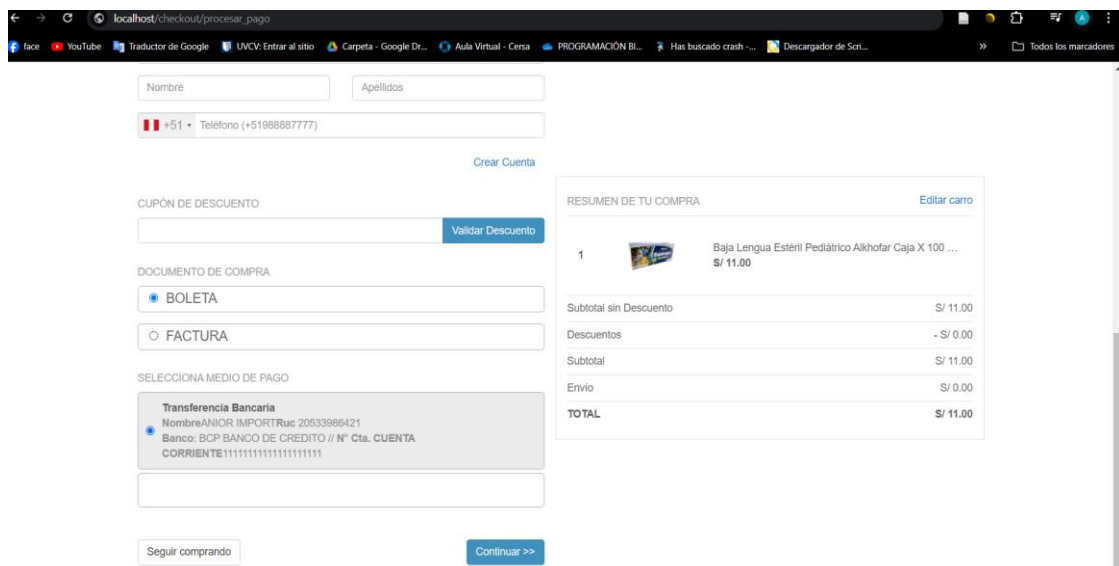 localhost/checkout/procesar_pago
face YouTube Traductor de Google UVCV: Entrar al sitio Carpeta - Google Dr... Aula Virtual - Cersa PROGRAMACIÓN BI... Has buscado crash -... Descargador de Scri... » Todos los marcadores
Nombre Apellidos
+51 Teléfono (+51988887777)
Crear Cuenta
CUPÓN DE DESCUENTO
Validar Descuento
DOCUMENTO DE COMPRA
BOLETA
FACTURA
SELECCIONA MEDIO DE PAGO
Transferencia Bancaria
NombreANIOR IMPORTRuc 20533986421
Banco: BCP BANCO DE CREDITO // N° Cta. CUENTA
CORRIENTE11111111111111111111
Seguir comprando Continuar >>
RESUMEN DE TU COMPRA Editar carro
1 Baja Lengua Estéril Pediátrico Alkhofar Caja X 100 ...
S/ 11.00
Subtotal sin Descuento S/ 11.00
Descuentos - S/ 0.00
Subtotal S/ 11.00
Envío S/ 0.00
TOTAL S/ 11.00